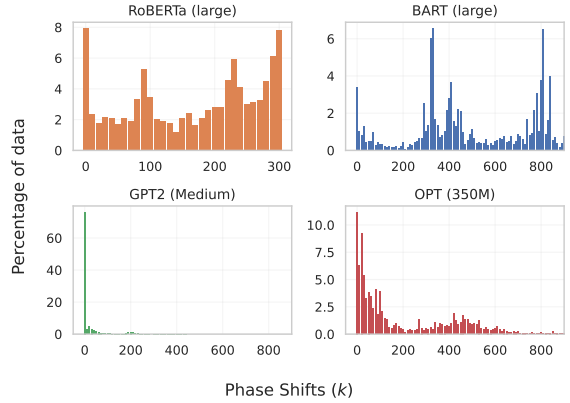 RoBERTa (large)
BART (large)
8
6
4
2
0
0 100 200 300
6
4
2
0
0 200 400 600 800
Percentage of data
GPT2 (Medium)
OPT (350M)
60
40
20
0
0 200 400 600 800
10.0
7.5
5.0
2.5
0.0
0 200 400 600 800
Phase Shifts (k)